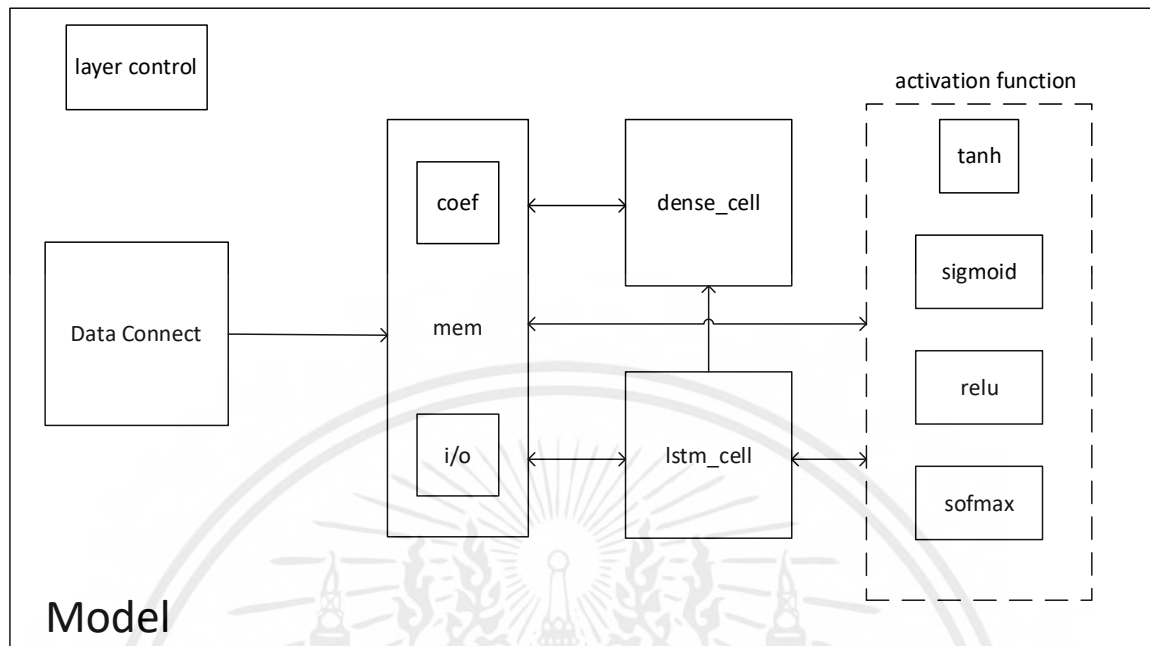 layer control
activation function
tanh
coef
dense_cell
sigmoid
Data Connect
mem
relu
i/o
lstm_cell
sofmax
Model